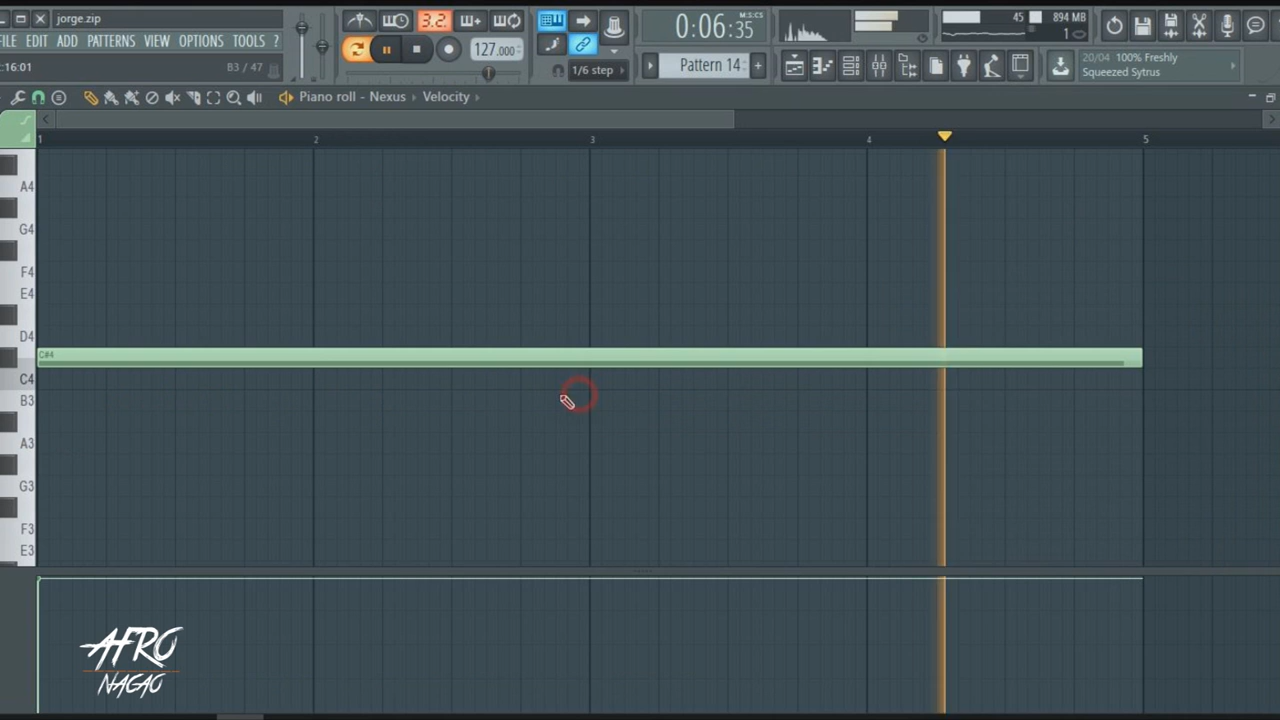 jorge.zip
FILE EDIT ADD PATTERNS VIEW OPTIONS TOOLS ?
:16:01 B3 / 47
3.2.
127.000
1/6 step
0:06:35
M:S:CS
Pattern 14
45
894 MB
1
20/04 100% Freshly
Squeezed Sytrus
Piano roll - Nexus Velocity
1 2 3 4 5
A4
G4
F4
E4
D4
C#4
C4
B3
A3
G3
F3
E3
AFRO
NAGAO